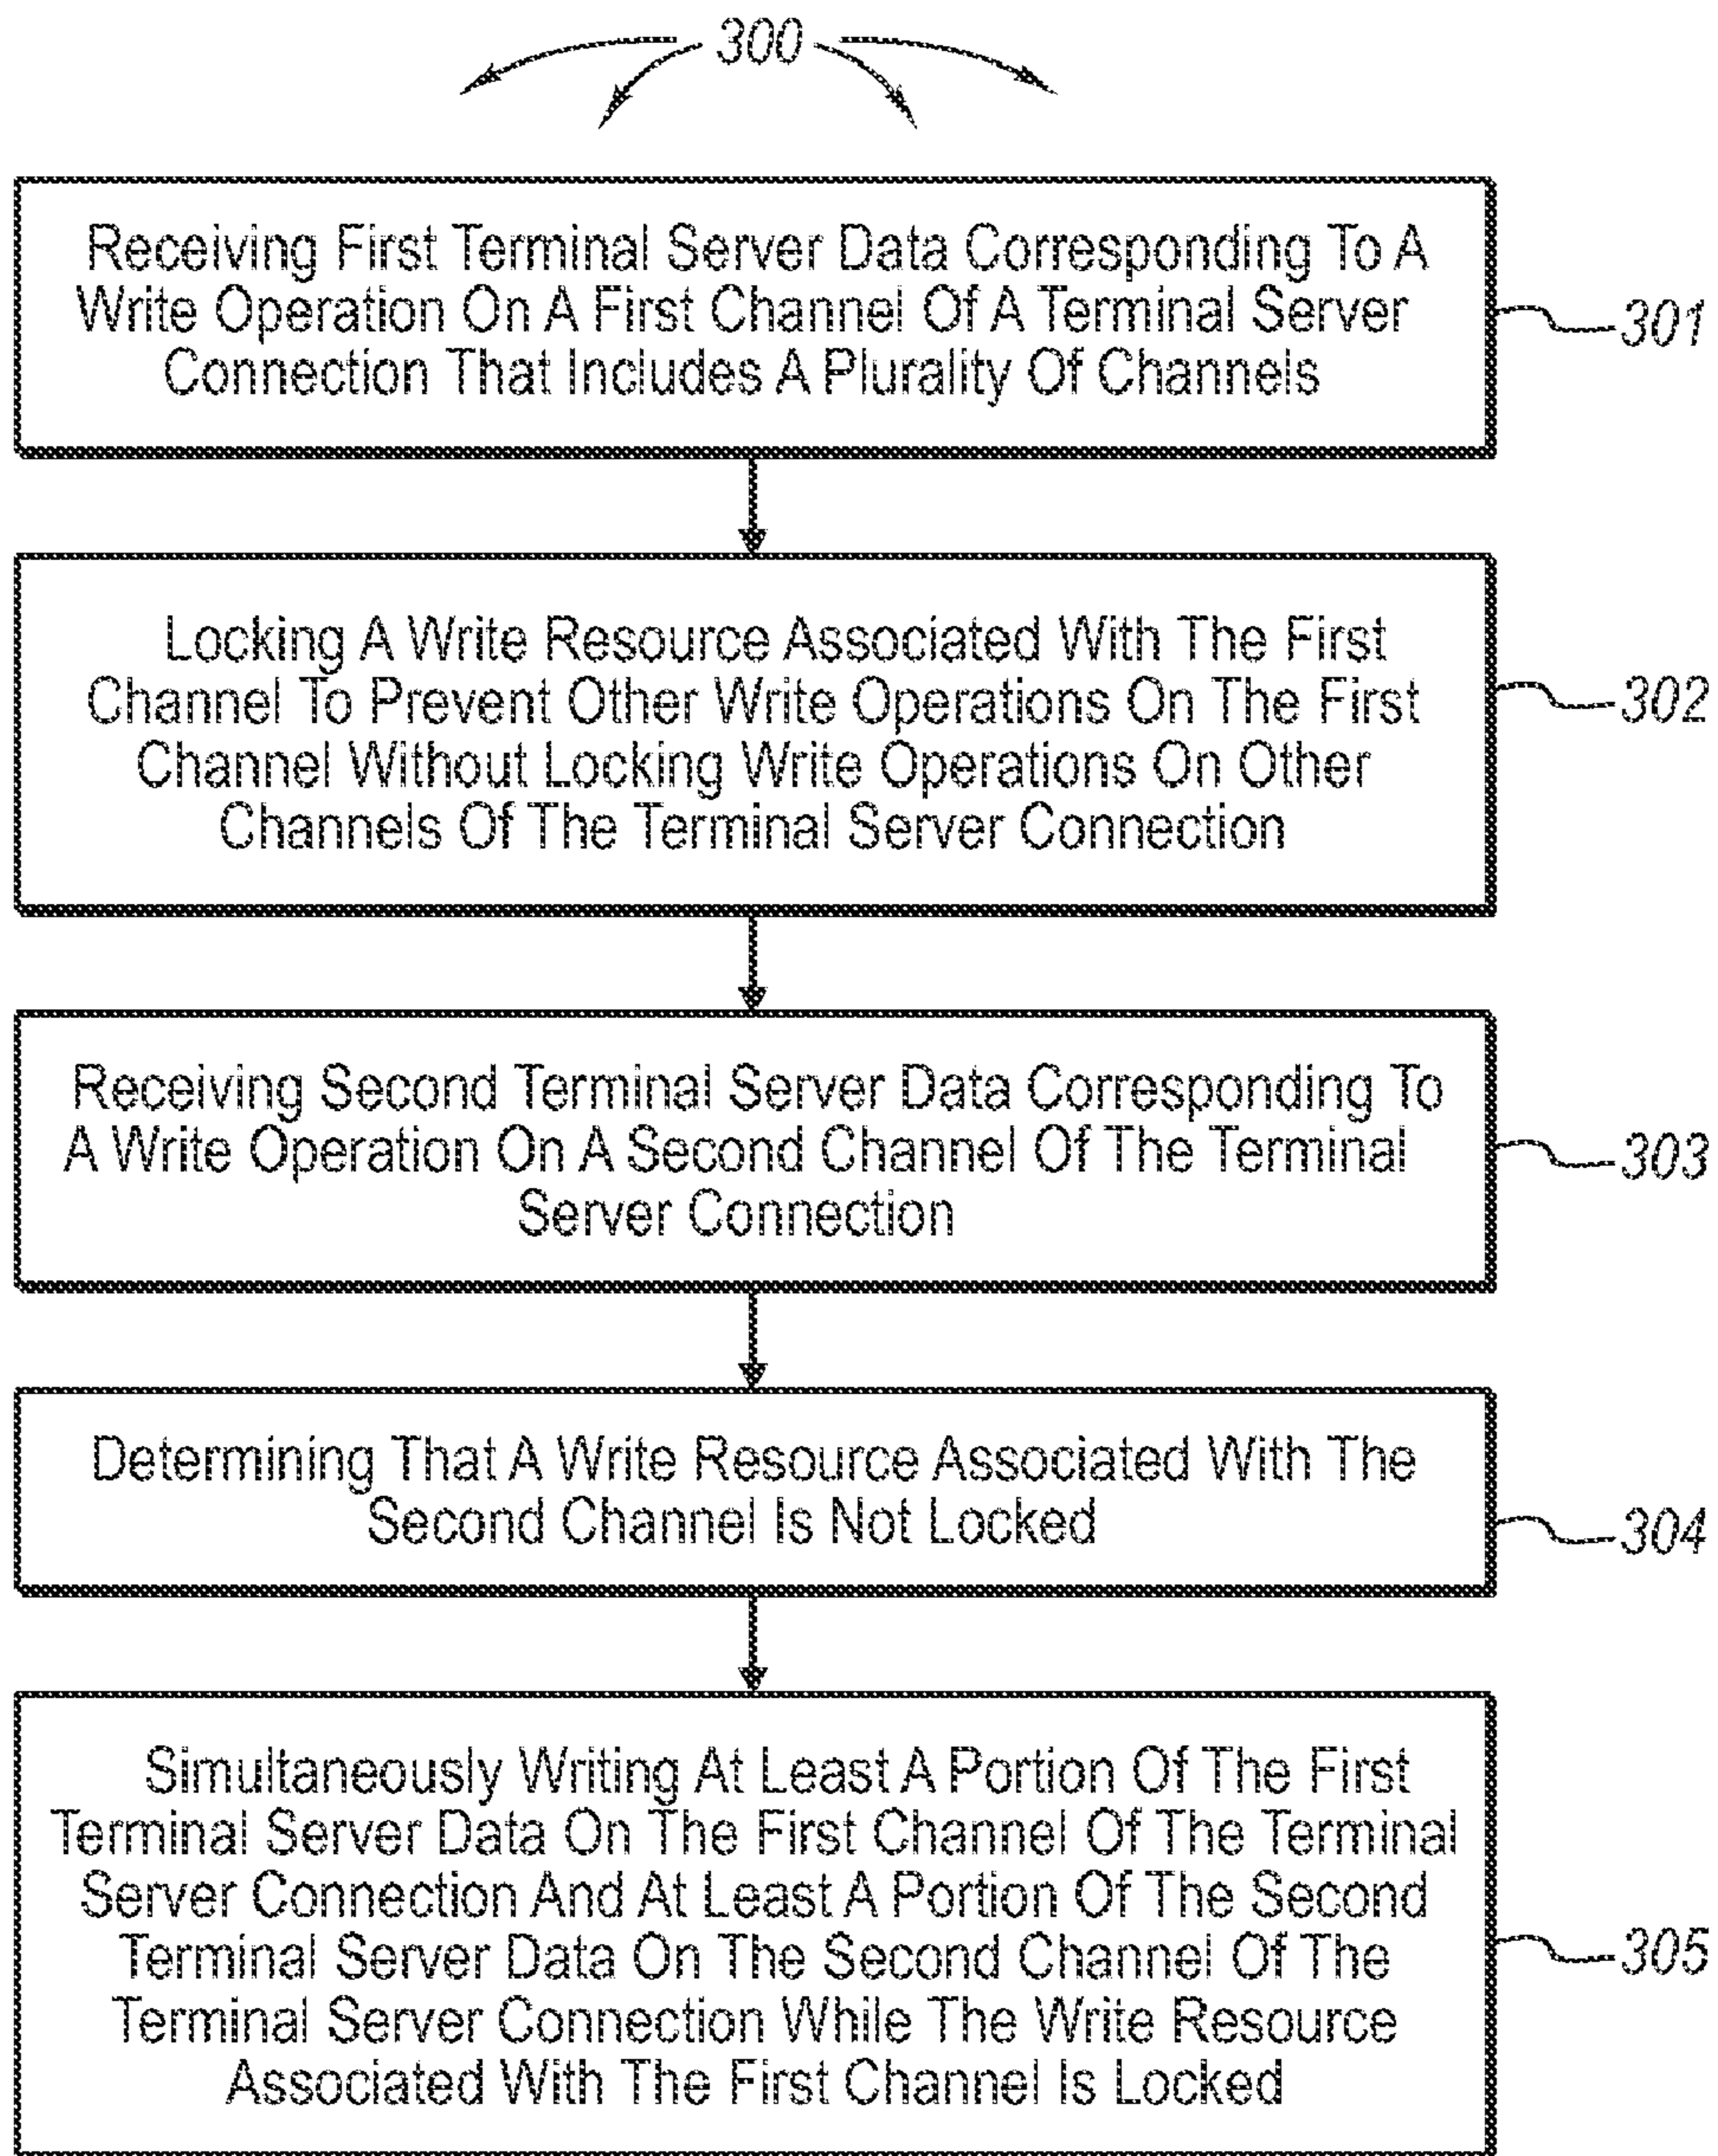 300
Receiving First Terminal Server Data Corresponding To A
Write Operation On A First Channel Of A Terminal Server
Connection That Includes A Plurality Of Channels
301
Locking A Write Resource Associated With The First
Channel To Prevent Other Write Operations On The First
Channel Without Locking Write Operations On Other
Channels Of The Terminal Server Connection
302
Receiving Second Terminal Server Data Corresponding To
A Write Operation On A Second Channel Of The Terminal
Server Connection
303
Determining That A Write Resource Associated With The
Second Channel Is Not Locked
304
Simultaneously Writing At Least A Portion Of The First
Terminal Server Data On The First Channel Of The Terminal
Server Connection And At Least A Portion Of The Second
Terminal Server Data On The Second Channel Of The
Terminal Server Connection While The Write Resource
Associated With The First Channel Is Locked
305